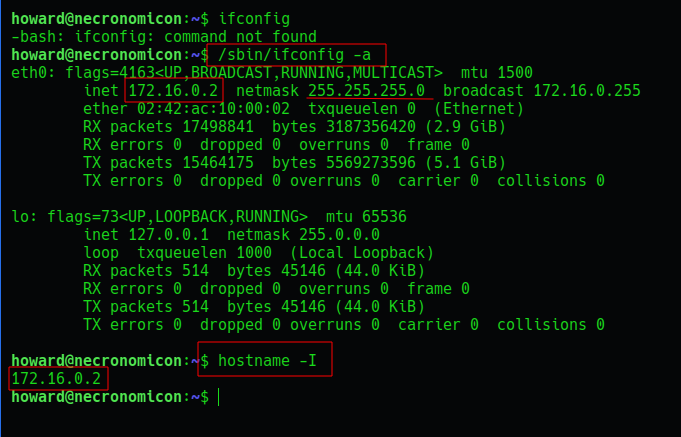 howard@necronomicon:~$ ifconfig
-bash: ifconfig: command not found
howard@necronomicon:~$ /sbin/ifconfig -a
eth0: flags=4163<UP,BROADCAST,RUNNING,MULTICAST>  mtu 1500
        inet 172.16.0.2  netmask 255.255.255.0  broadcast 172.16.0.255
        ether 02:42:ac:10:00:02  txqueuelen 0  (Ethernet)
        RX packets 17498841  bytes 3187356420 (2.9 GiB)
        RX errors 0  dropped 0  overruns 0  frame 0
        TX packets 15464175  bytes 5569273596 (5.1 GiB)
        TX errors 0  dropped 0 overruns 0  carrier 0  collisions 0

lo: flags=73<UP,LOOPBACK,RUNNING>  mtu 65536
        inet 127.0.0.1  netmask 255.0.0.0
        loop  txqueuelen 1000  (Local Loopback)
        RX packets 514  bytes 45146 (44.0 KiB)
        RX errors 0  dropped 0  overruns 0  frame 0
        TX packets 514  bytes 45146 (44.0 KiB)
        TX errors 0  dropped 0 overruns 0  carrier 0  collisions 0

howard@necronomicon:~$ hostname -I
172.16.0.2
howard@necronomicon:~$